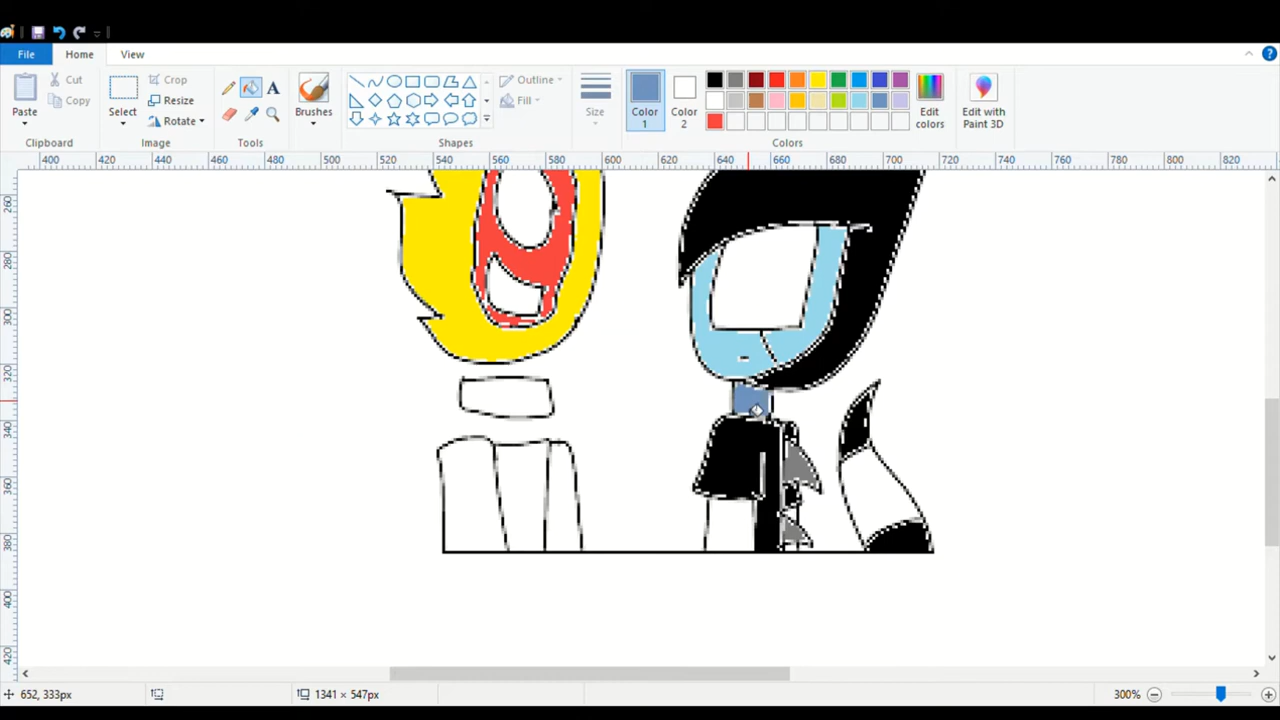 File Home View
Cut
Copy
Paste
Clipboard
Crop
Resize
Rotate
Select
Image
A
Tools
Brushes
Outline
Fill
Shapes
Size
Color 1
Color 2
Edit colors
Colors
Edit with Paint 3D
?
400 420 440 460 480 500 520 540 560 580 600 620 640 660 680 700 720 740 760 780 800 820
260
280
300
320
340
360
380
400
420
652, 333px
1341 × 547px
300%